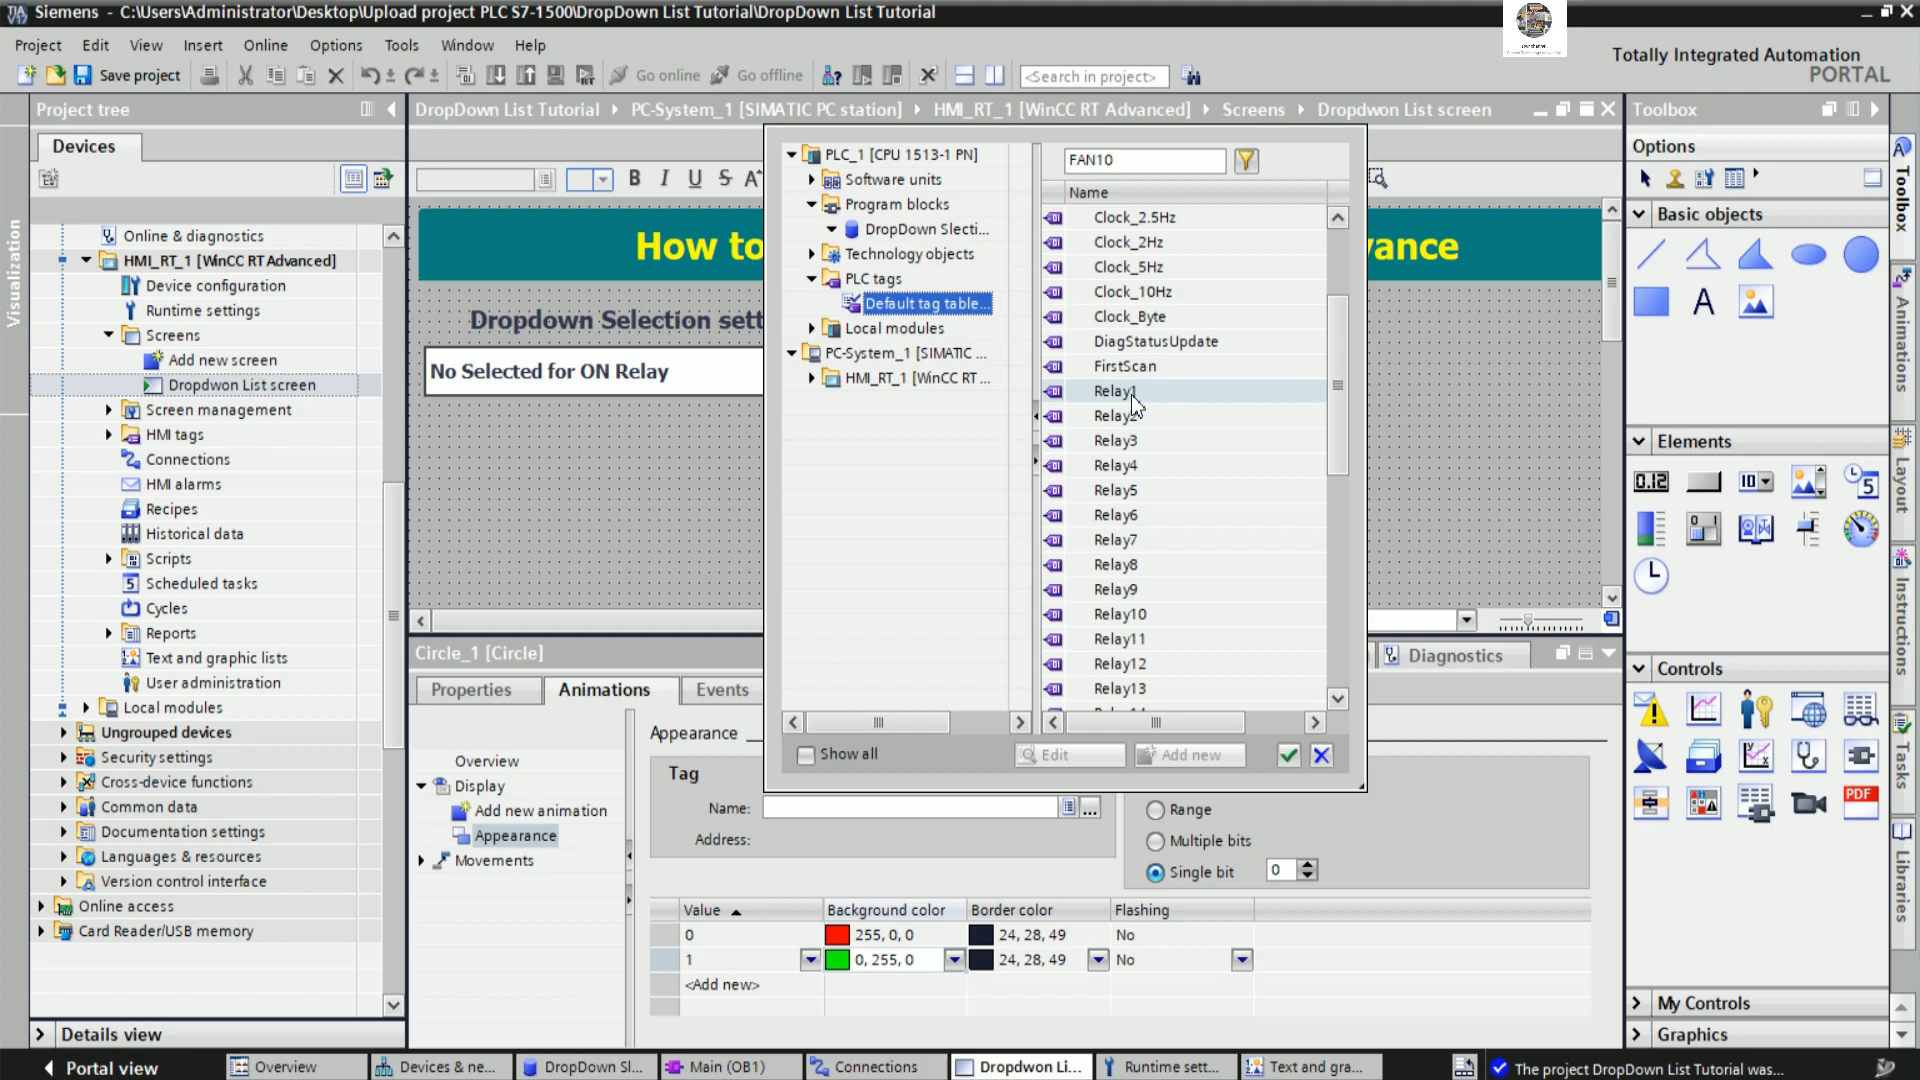 Siemens - C:\Users\Administrator\Desktop\Upload project PLC S7-1500\DropDown List Tutorial\DropDown List Tutorial
Project Edit View Insert Online Options Tools Window Help
Totally Integrated Automation
PORTAL
Save project
Go online
Go offline
<Search in project>
Project tree
DropDown List Tutorial
PC-System_1 [SIMATIC PC station]
HMI_RT_1 [WinCC RT Advanced]
Screens
Dropdwon List screen
Toolbox
Devices
Options
Visualization
Online & diagnostics
HMI_RT_1 [WinCC RT Advanced]
Device configuration
Runtime settings
Screens
Add new screen
Dropdwon List screen
Screen management
HMI tags
Connections
HMI alarms
Recipes
Historical data
Scripts
Scheduled tasks
Cycles
Reports
Text and graphic lists
User administration
Local modules
Ungrouped devices
Security settings
Cross-device functions
Common data
Documentation settings
Languages & resources
Version control interface
Online access
Card Reader/USB memory
Details view
How to
vance
Dropdown Selection sett
No Selected for ON Relay
PLC_1 [CPU 1513-1 PN]
Software units
Program blocks
DropDown Slecti...
Technology objects
PLC tags
Default tag table...
Local modules
PC-System_1 [SIMATIC ...
HMI_RT_1 [WinCC RT ...
FAN10
Name
Clock_2.5Hz
Clock_2Hz
Clock_5Hz
Clock_10Hz
Clock_Byte
DiagStatusUpdate
FirstScan
Relay1
Relay2
Relay3
Relay4
Relay5
Relay6
Relay7
Relay8
Relay9
Relay10
Relay11
Relay12
Relay13
Show all
Edit
Add new
Circle_1 [Circle]
Diagnostics
Properties
Animations
Events
Overview
Display
Add new animation
Appearance
Movements
Appearance
Tag
Name:
Address:
Range
Multiple bits
Single bit 0
Value Background color Border color Flashing
0 255, 0, 0 24, 28, 49 No
1 0, 255, 0 24, 28, 49 No
<Add new>
Basic objects
Elements
Controls
PDF
My Controls
Graphics
Toolbox
Animations
Layout
Instructions
Tasks
Libraries
Portal view
Overview
Devices & ne...
DropDown Sl...
Main (OB1)
Connections
Dropdwon Li...
Runtime sett...
Text and gra...
The project DropDown List Tutorial was...